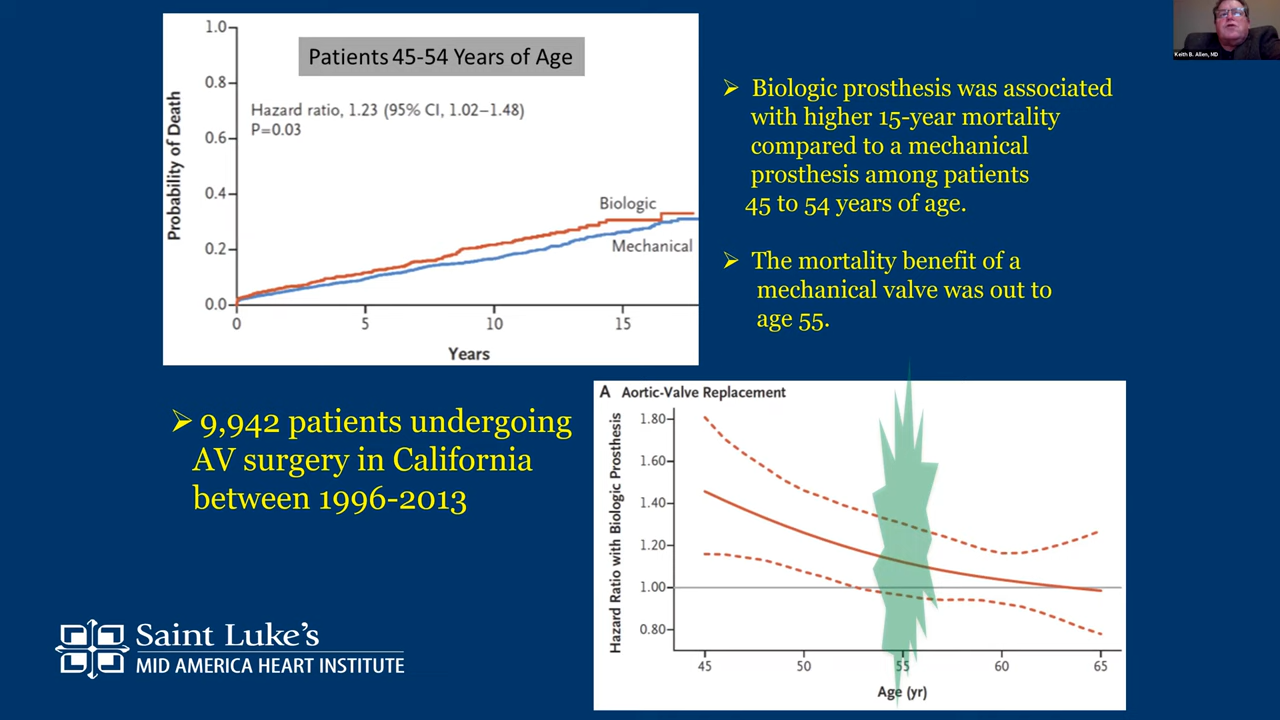 Keith B. Allen, MD
Patients 45-54 Years of Age
Hazard ratio, 1.23 (95% CI, 1.02–1.48)
P=0.03
Probability of Death
1.0
0.8
0.6
0.4
0.2
0.0
Biologic
Mechanical
0 5 10 15
Years
➢ Biologic prosthesis was associated
with higher 15-year mortality
compared to a mechanical
prosthesis among patients
45 to 54 years of age.
➢ The mortality benefit of a
mechanical valve was out to
age 55.
➢ 9,942 patients undergoing
AV surgery in California
between 1996-2013
A Aortic-Valve Replacement
Hazard Ratio with Biologic Prosthesis
1.80
1.60
1.40
1.20
1.00
0.80
45 50 55 60 65
Age (yr)
Saint Luke's
MID AMERICA HEART INSTITUTE